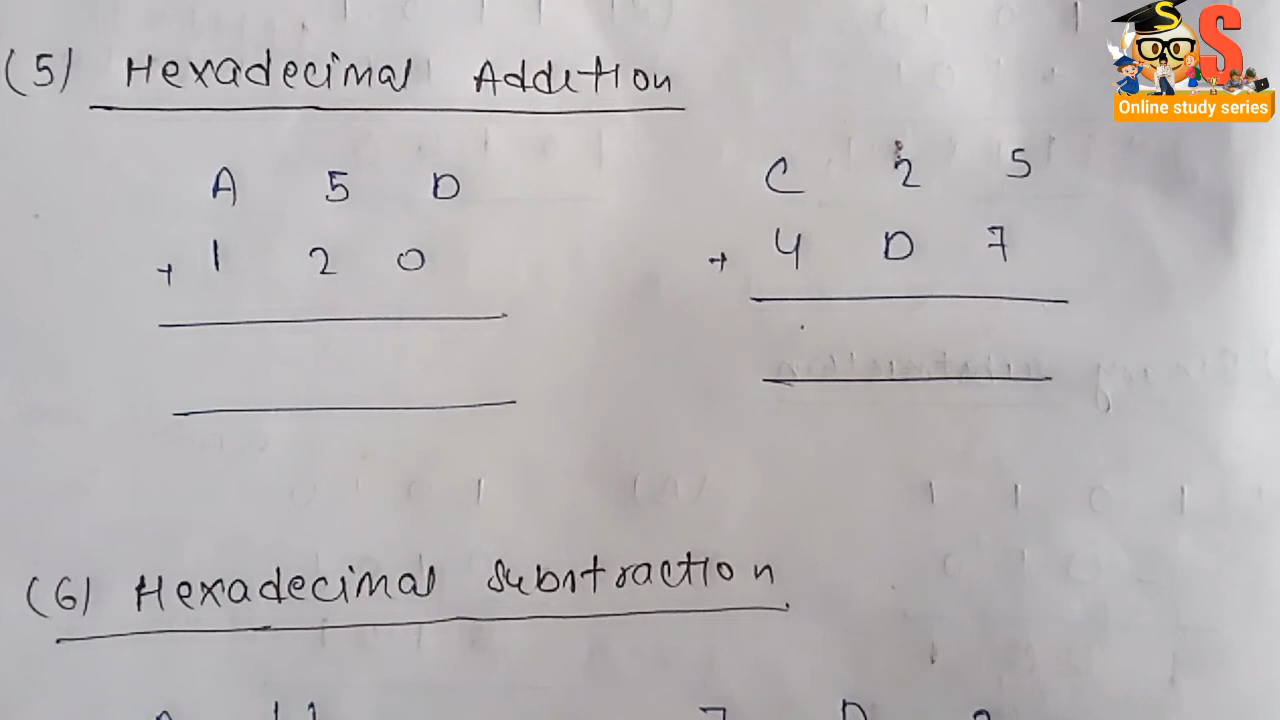 S S
Online study series
(5) Hexadecimal Addition
A 5 D
+ 1 2 0
C 2 5
+ 4 D 7
(6) Hexadecimal Subtraction